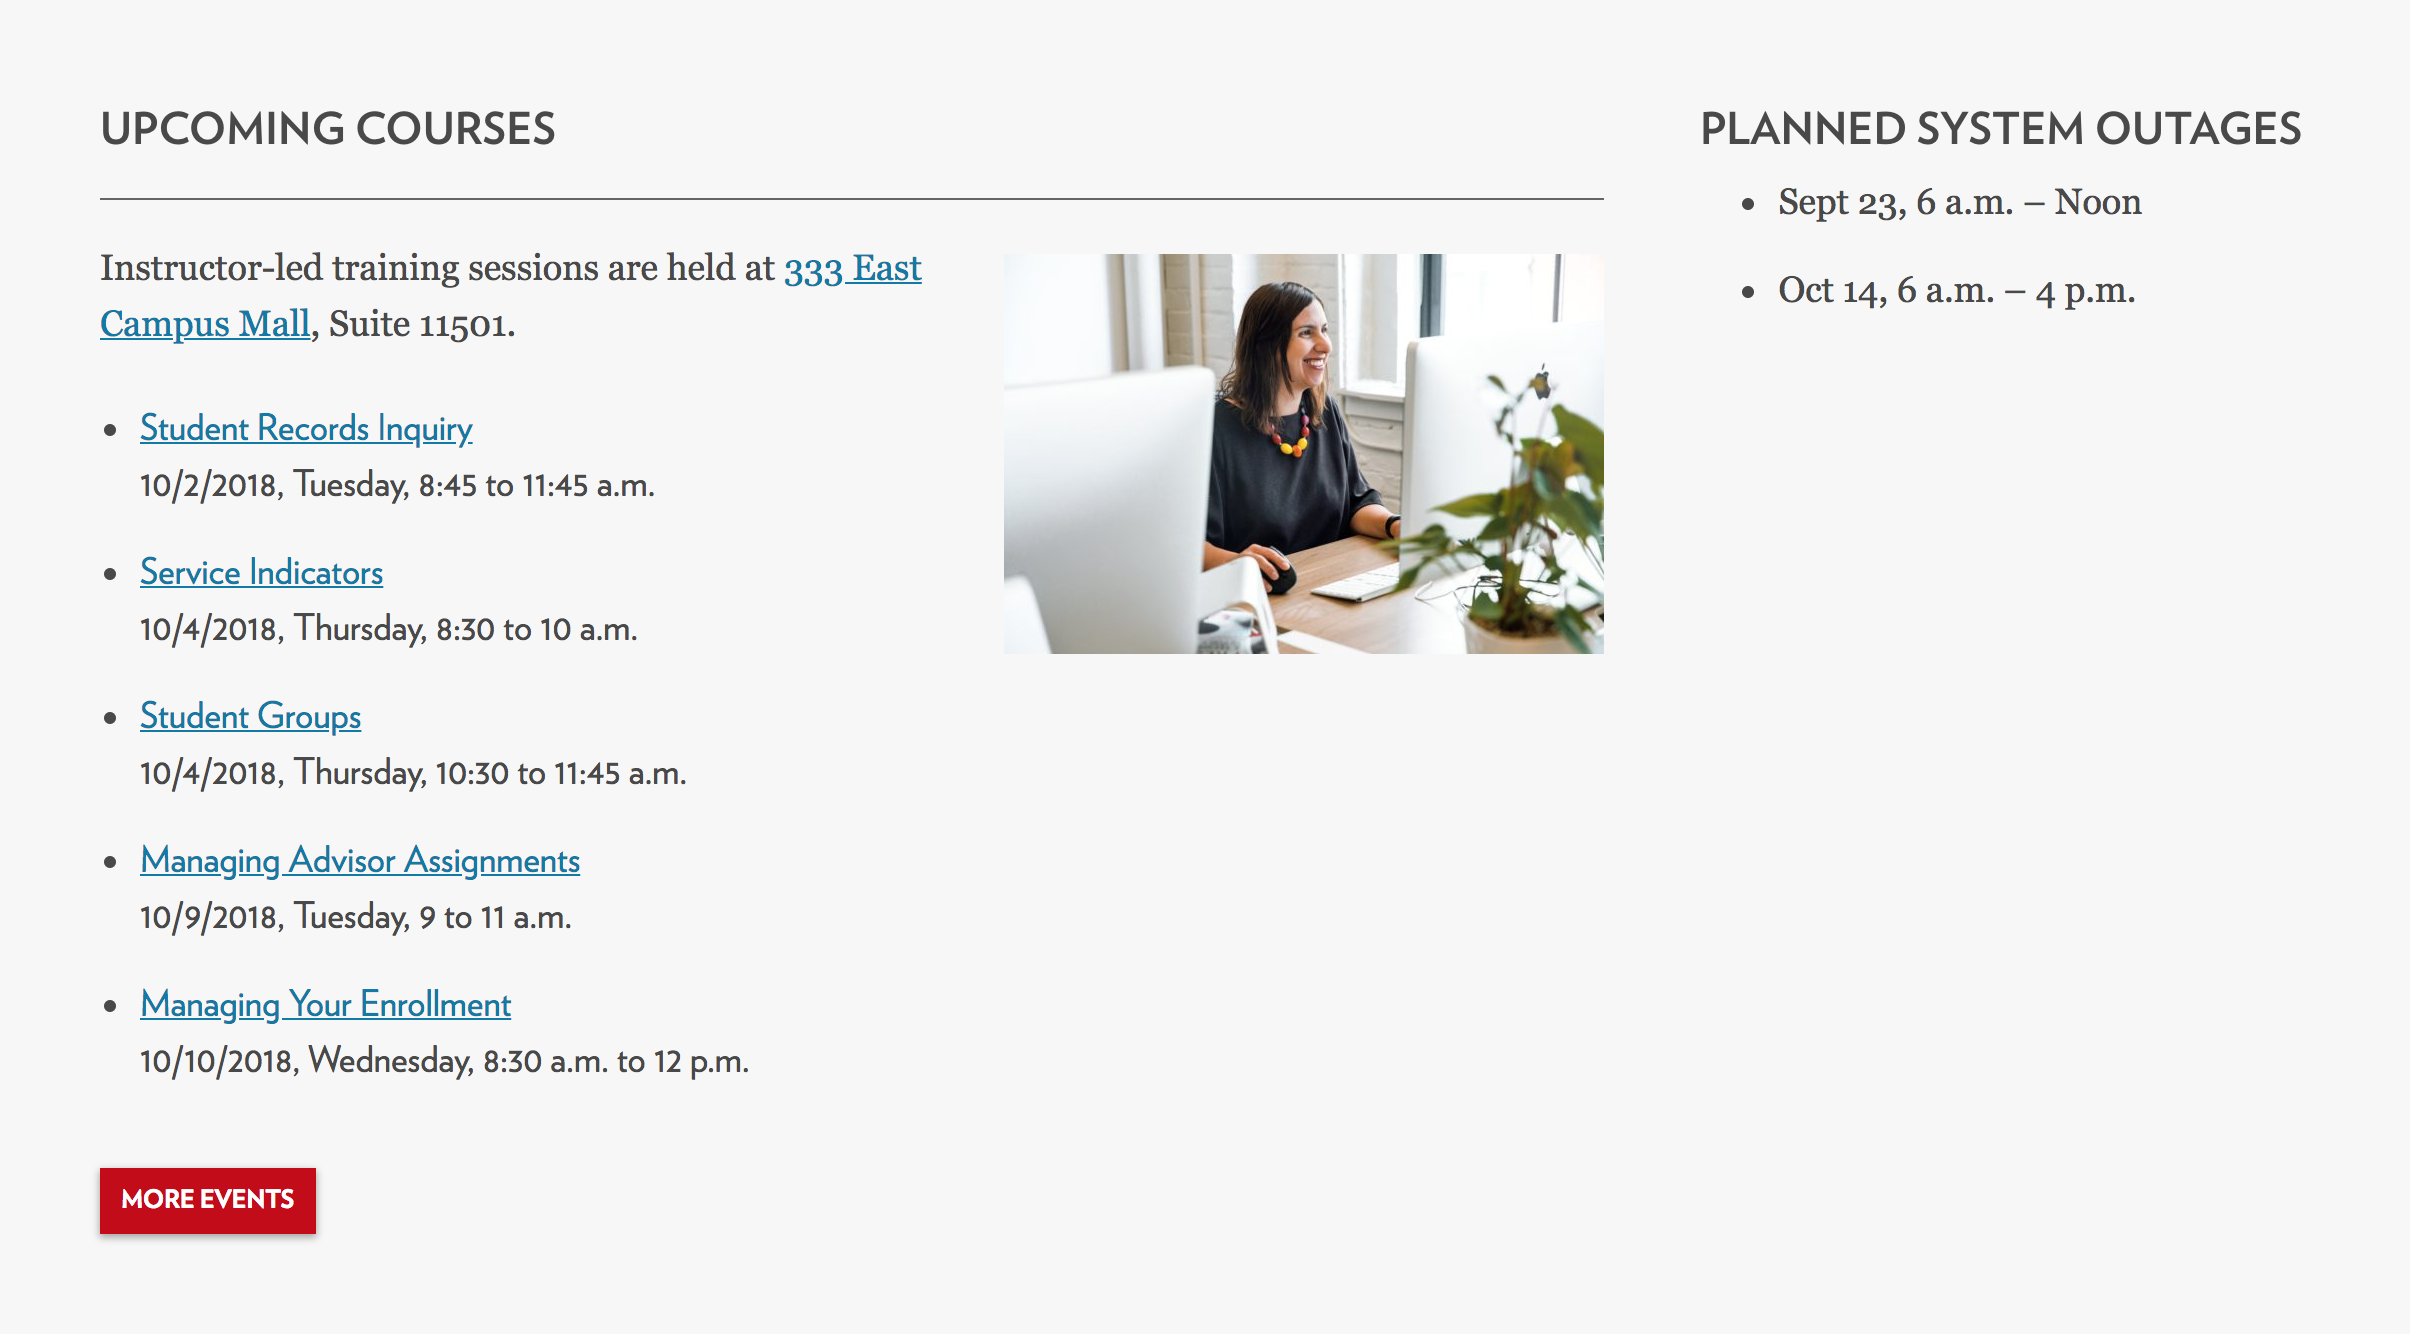 UPCOMING COURSES
Instructor-led training sessions are held at 333 East
Campus Mall, Suite 11501.
Student Records Inquiry
10/2/2018, Tuesday, 8:45 to 11:45 a.m.
Service Indicators
10/4/2018, Thursday, 8:30 to 10 a.m.
Student Groups
10/4/2018, Thursday, 10:30 to 11:45 a.m.
Managing Advisor Assignments
10/9/2018, Tuesday, 9 to 11 a.m.
Managing Your Enrollment
10/10/2018, Wednesday, 8:30 a.m. to 12 p.m.
MORE EVENTS
PLANNED SYSTEM OUTAGES
Sept 23, 6 a.m. – Noon
Oct 14, 6 a.m. – 4 p.m.